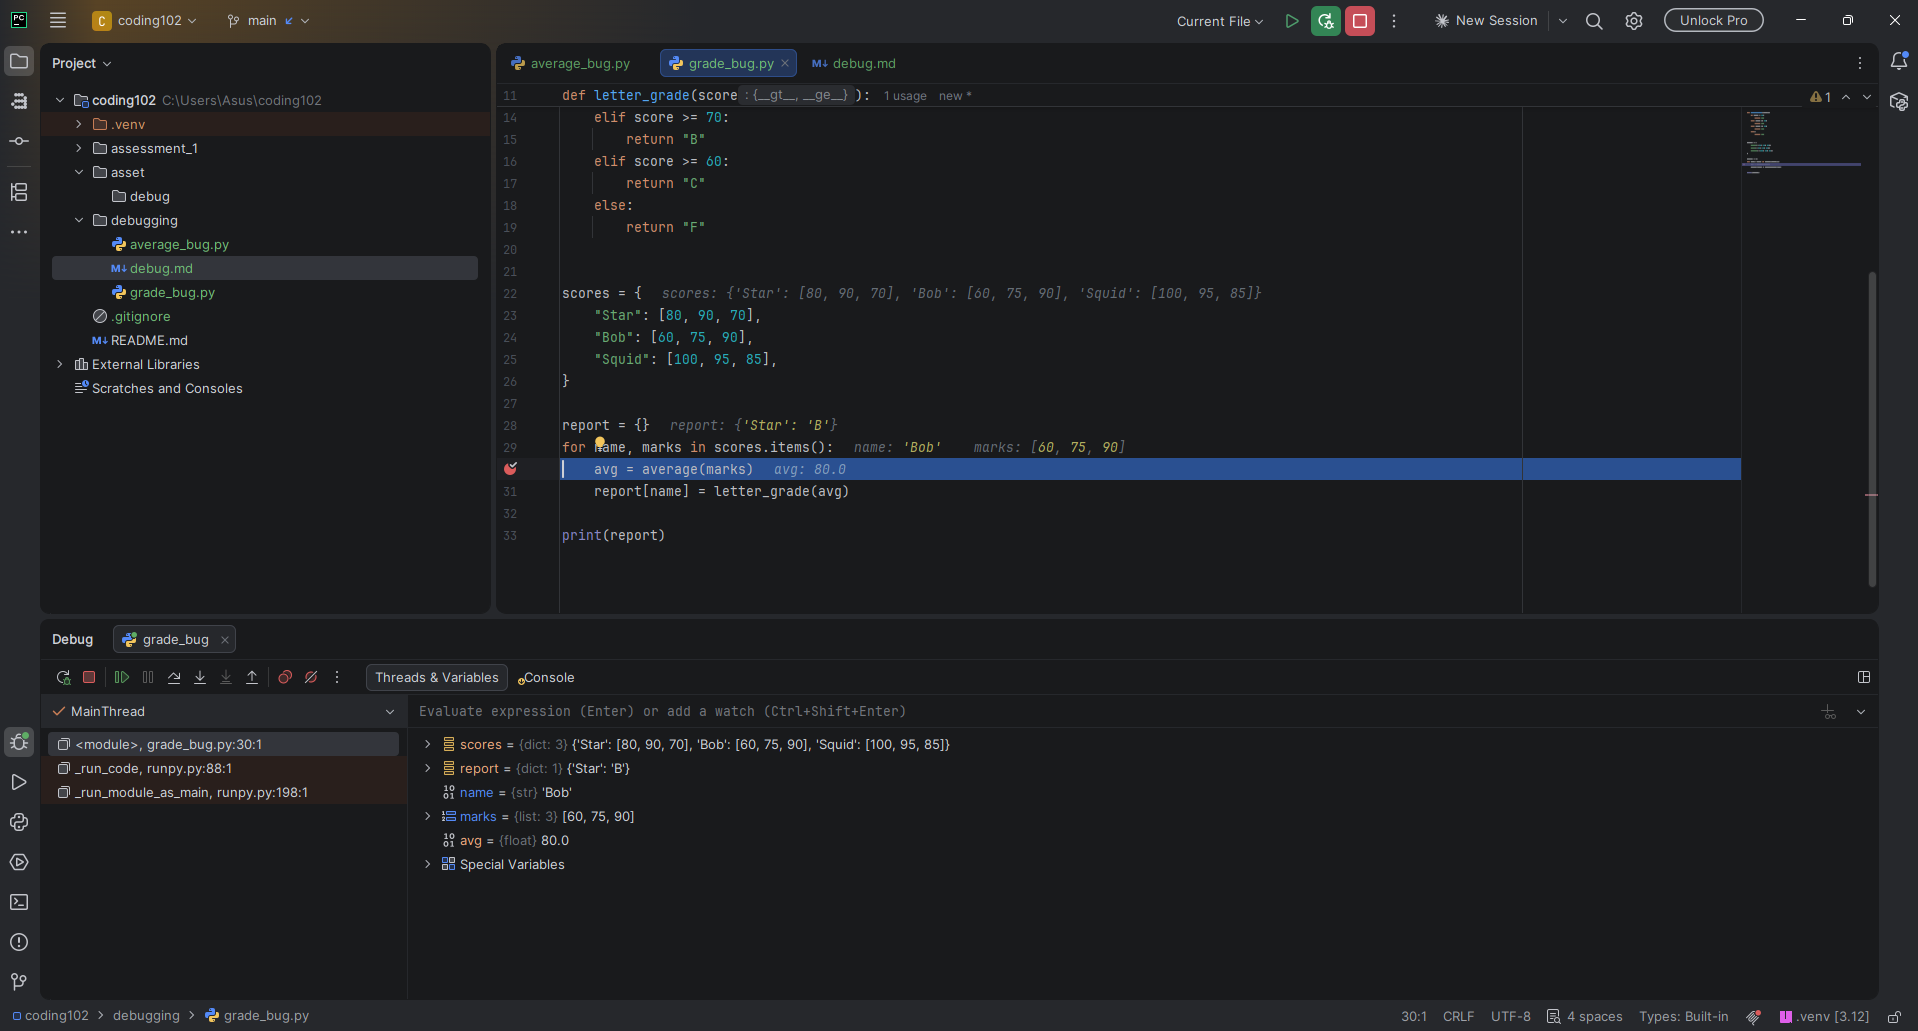 PC
C coding102
main
Current File
New Session
Unlock Pro
Project
coding102 C:\Users\Asus\coding102
.venv
assessment_1
asset
debug
debugging
average_bug.py
M↓ debug.md
grade_bug.py
.gitignore
M↓ README.md
External Libraries
Scratches and Consoles
average_bug.py
grade_bug.py
M↓ debug.md
11 def letter_grade(score : {__gt__, __ge__} ): 1 usage new *
1
14 elif score >= 70:
15 return "B"
16 elif score >= 60:
17 return "C"
18 else:
19 return "F"
20
21
22 scores = { scores: {'Star': [80, 90, 70], 'Bob': [60, 75, 90], 'Squid': [100, 95, 85]}
23 "Star": [80, 90, 70],
24 "Bob": [60, 75, 90],
25 "Squid": [100, 95, 85],
26 }
27
28 report = {} report: {'Star': 'B'}
29 for name, marks in scores.items(): name: 'Bob' marks: [60, 75, 90]
avg = average(marks) avg: 80.0
31 report[name] = letter_grade(avg)
32
33 print(report)
Debug
grade_bug
Threads & Variables
Console
MainThread
Evaluate expression (Enter) or add a watch (Ctrl+Shift+Enter)
<module>, grade_bug.py:30:1
_run_code, runpy.py:88:1
_run_module_as_main, runpy.py:198:1
scores = {dict: 3} {'Star': [80, 90, 70], 'Bob': [60, 75, 90], 'Squid': [100, 95, 85]}
report = {dict: 1} {'Star': 'B'}
name = {str} 'Bob'
marks = {list: 3} [60, 75, 90]
avg = {float} 80.0
Special Variables
coding102 > debugging > grade_bug.py
30:1 CRLF UTF-8 4 spaces Types: Built-in .venv [3.12]